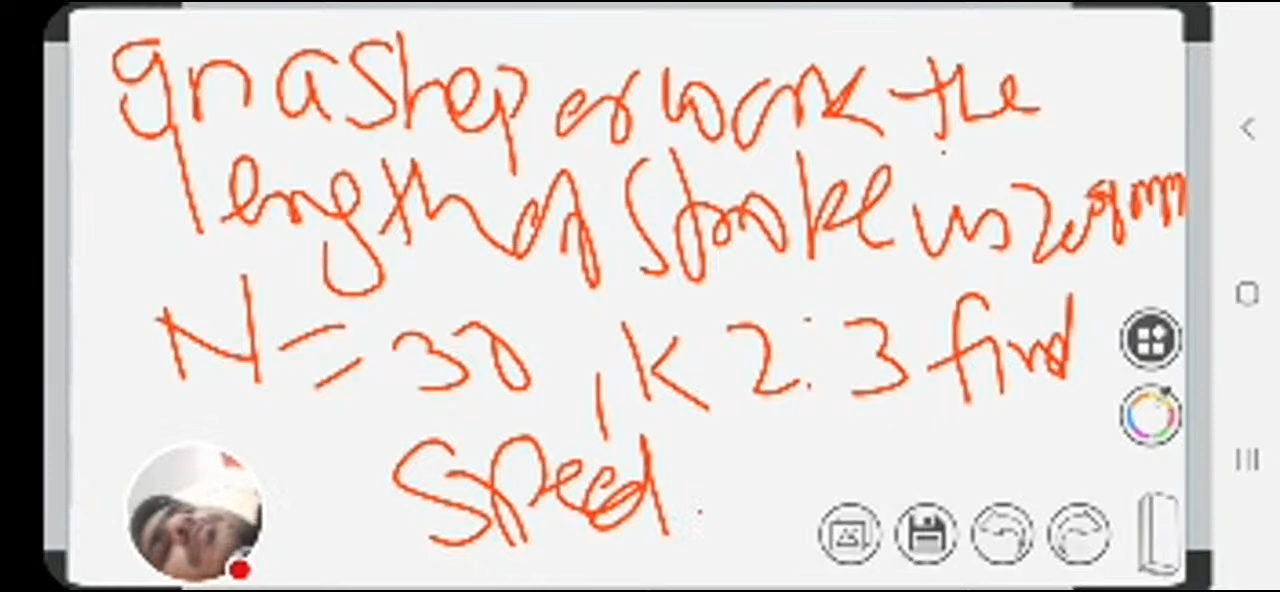 In a Shaper work the
length of stroke is 200mm
N = 30 , K 2:3 find
Speed